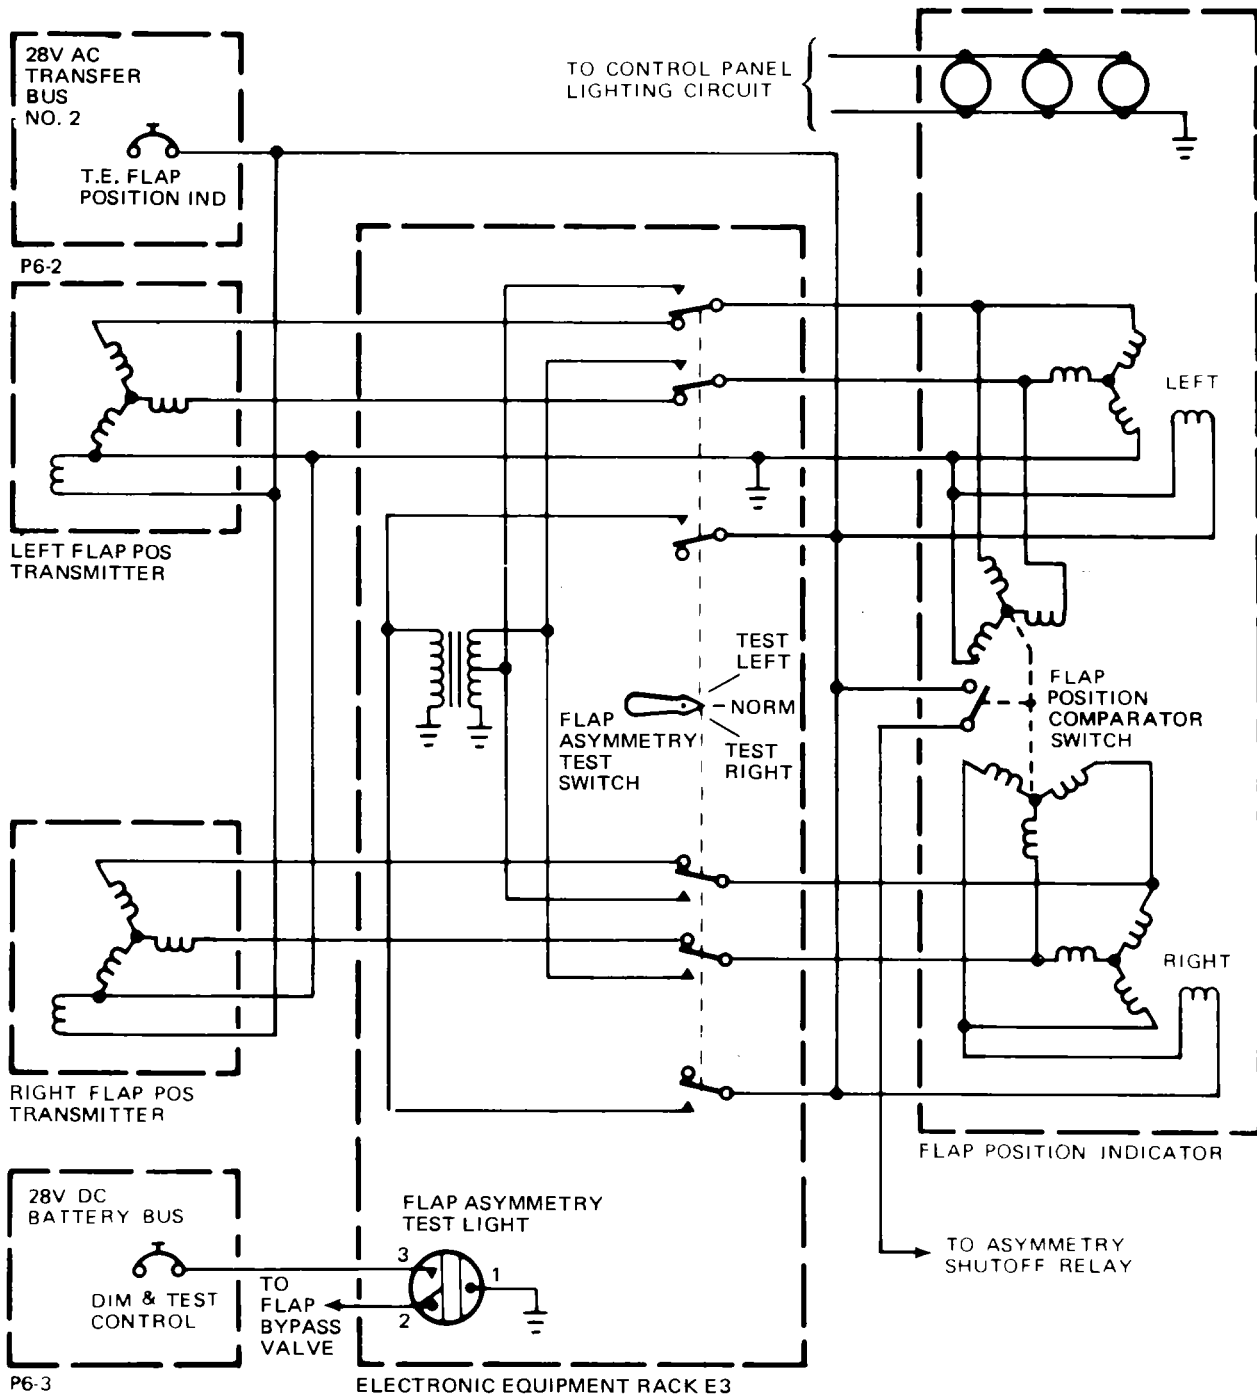 28V AC
TRANSFER
BUS
NO. 2
T.E. FLAP
POSITION IND
P6-2
TO CONTROL PANEL
LIGHTING CIRCUIT
LEFT FLAP POS
TRANSMITTER
LEFT
TEST
LEFT
NORM
TEST
RIGHT
FLAP
ASYMMETRY
TEST
SWITCH
FLAP
POSITION
COMPARATOR
SWITCH
RIGHT
RIGHT FLAP POS
TRANSMITTER
FLAP POSITION INDICATOR
28V DC
BATTERY BUS
DIM & TEST
CONTROL
P6-3
FLAP ASYMMETRY
TEST LIGHT
3
1
2
TO
FLAP
BYPASS
VALVE
TO ASYMMETRY
SHUTOFF RELAY
ELECTRONIC EQUIPMENT RACK E3